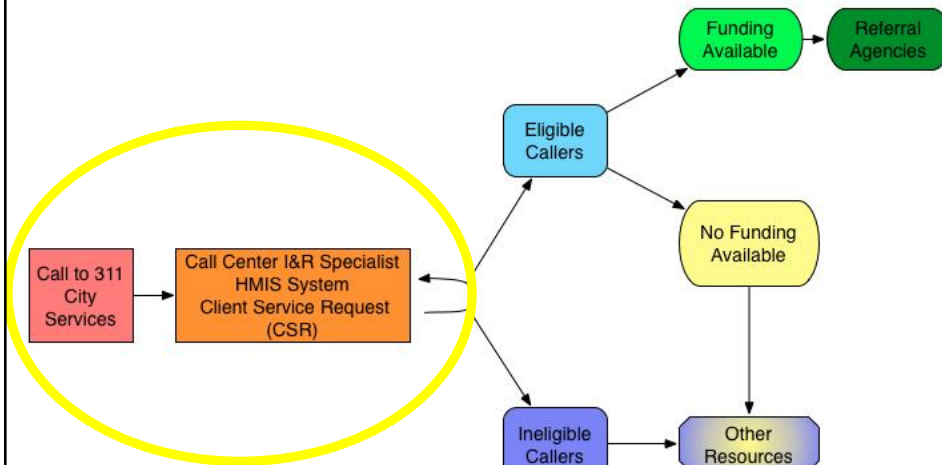 Funding
Available
Referral
Agencies
Eligible
Callers
No Funding
Available
Call to 311
City
Services
Call Center I&R Specialist
HMIS System
Client Service Request
(CSR)
Ineligible
Callers
Other
Resources